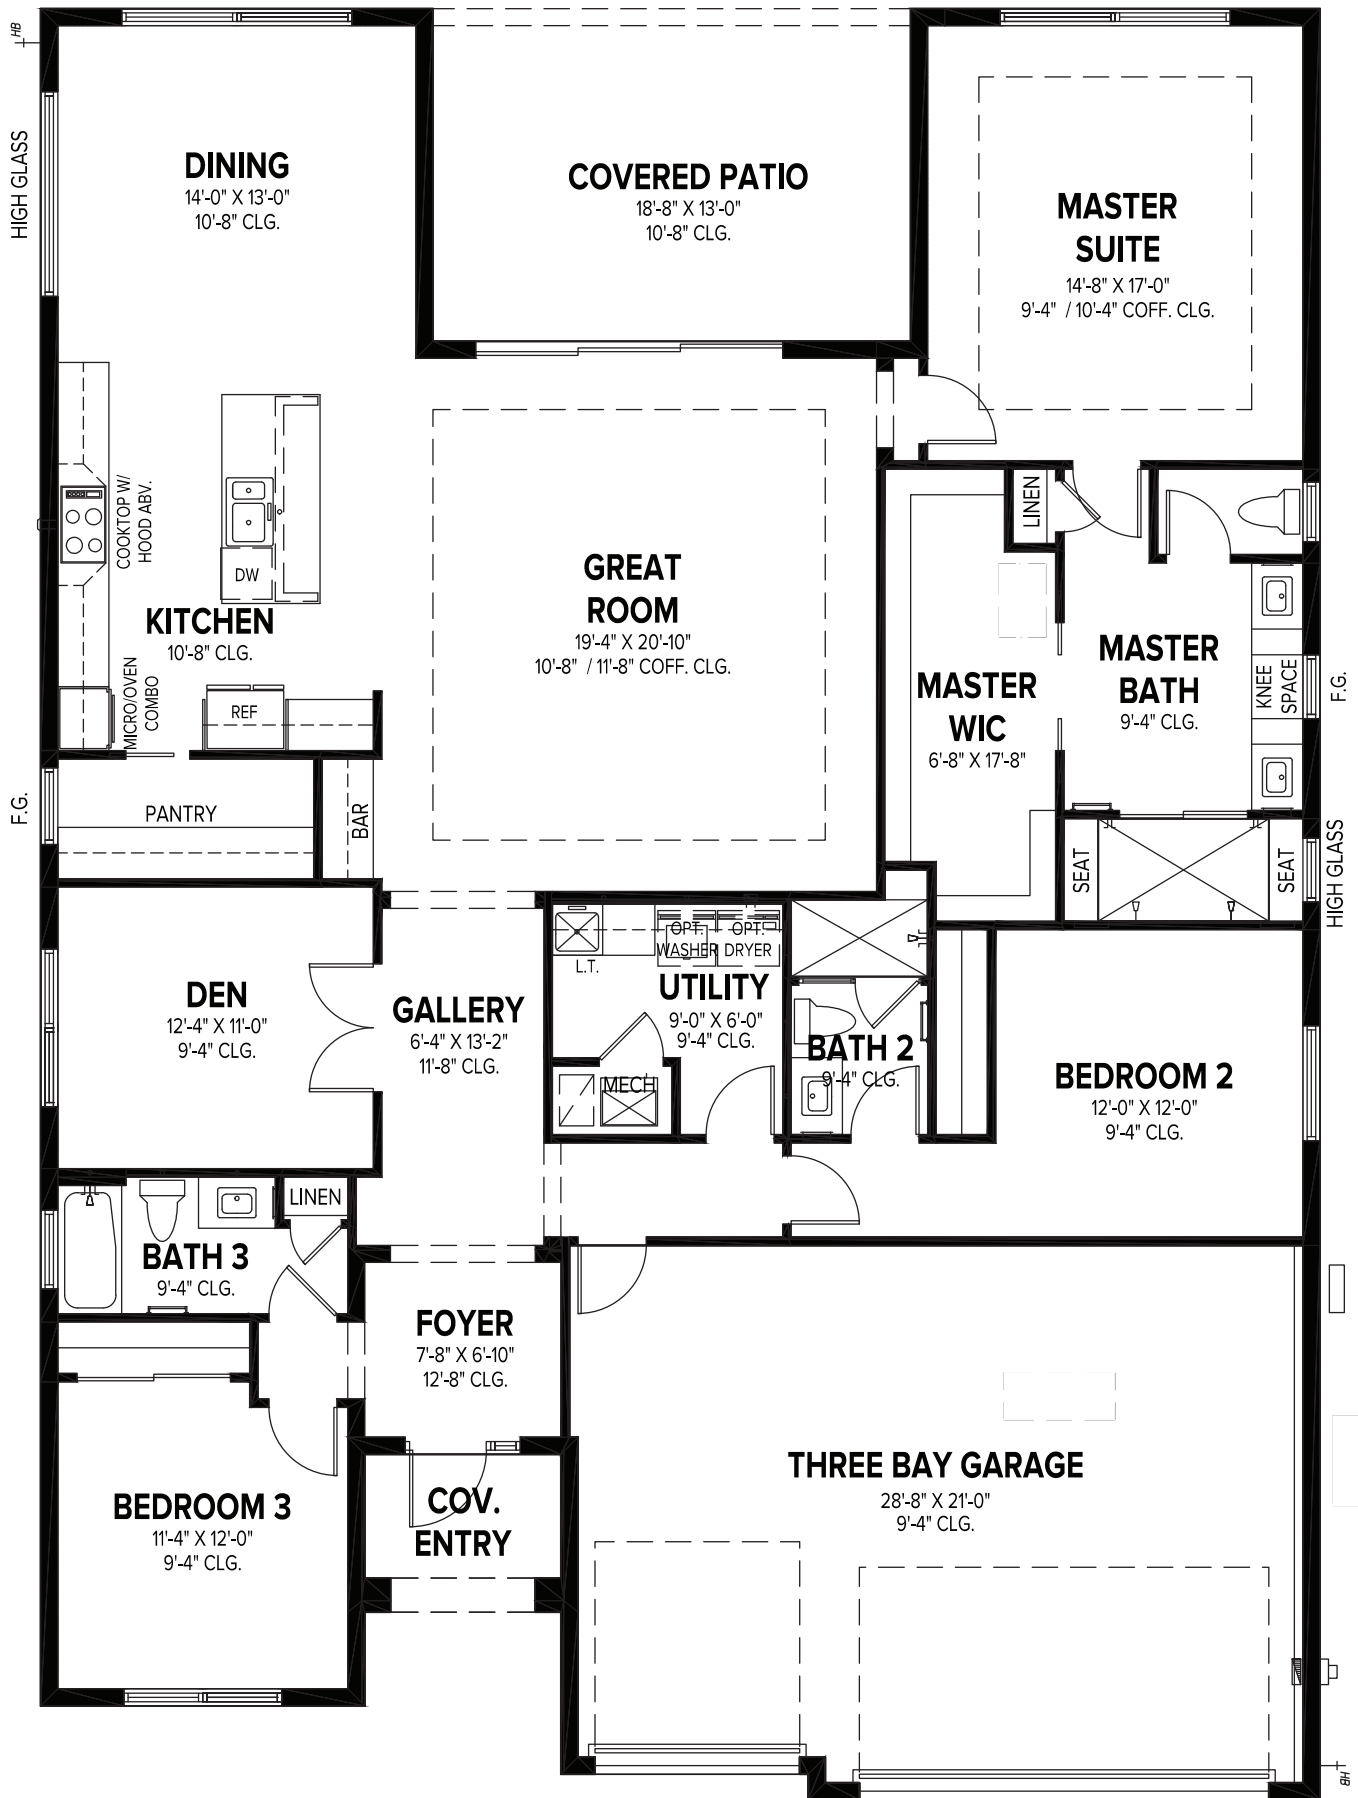 HB
HIGH GLASS
DINING
14'-0" X 13'-0"
10'-8" CLG.
COVERED PATIO
18'-8" X 13'-0"
10'-8" CLG.
MASTER
SUITE
14'-8" X 17'-0"
9'-4" / 10'-4" COFF. CLG.
COOKTOP W/
HOOD ABV.
DW
KITCHEN
10'-8" CLG.
MICRO/OVEN
COMBO
REF
GREAT
ROOM
19'-4" X 20'-10"
10'-8" / 11'-8" COFF. CLG.
LINEN
MASTER
WIC
6'-8" X 17'-8"
MASTER
BATH
9'-4" CLG.
KNEE
SPACE
F.G.
F.G.
PANTRY
BAR
SEAT
SEAT
HIGH GLASS
DEN
12'-4" X 11'-0"
9'-4" CLG.
GALLERY
6'-4" X 13'-2"
11'-8" CLG.
L.T.
OPT.
WASHER
OPT.
DRYER
UTILITY
9'-0" X 6'-0"
9'-4" CLG.
MECH
BATH 2
9'-4" CLG.
BEDROOM 2
12'-0" X 12'-0"
9'-4" CLG.
LINEN
BATH 3
9'-4" CLG.
FOYER
7'-8" X 6'-10"
12'-8" CLG.
BEDROOM 3
11'-4" X 12'-0"
9'-4" CLG.
COV.
ENTRY
THREE BAY GARAGE
28'-8" X 21'-0"
9'-4" CLG.
HB